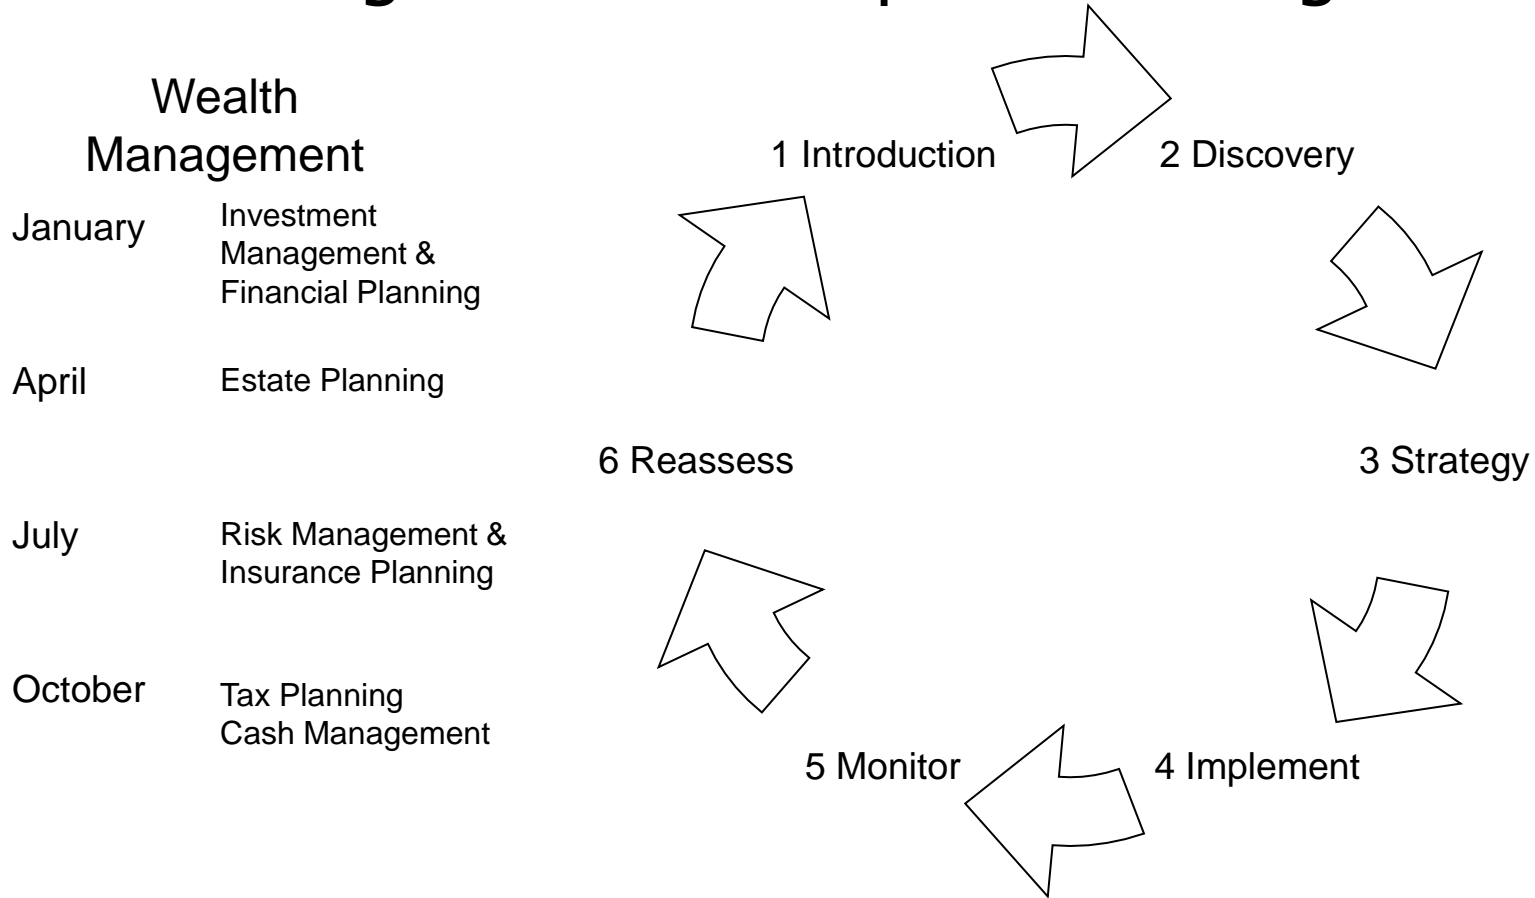 Wealth
Management
January
Investment
Management &
Financial Planning
April
Estate Planning
July
Risk Management &
Insurance Planning
October
Tax Planning
Cash Management
1 Introduction
2 Discovery
3 Strategy
4 Implement
5 Monitor
6 Reassess